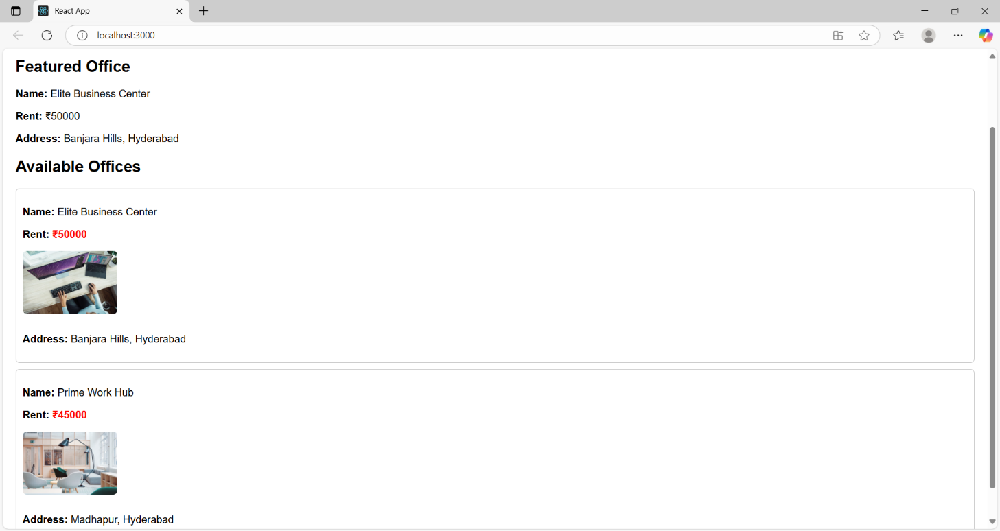 React App
localhost:3000
Featured Office
Name: Elite Business Center
Rent: ₹50000
Address: Banjara Hills, Hyderabad
Available Offices
Name: Elite Business Center
Rent: ₹50000
Address: Banjara Hills, Hyderabad
Name: Prime Work Hub
Rent: ₹45000
Address: Madhapur, Hyderabad